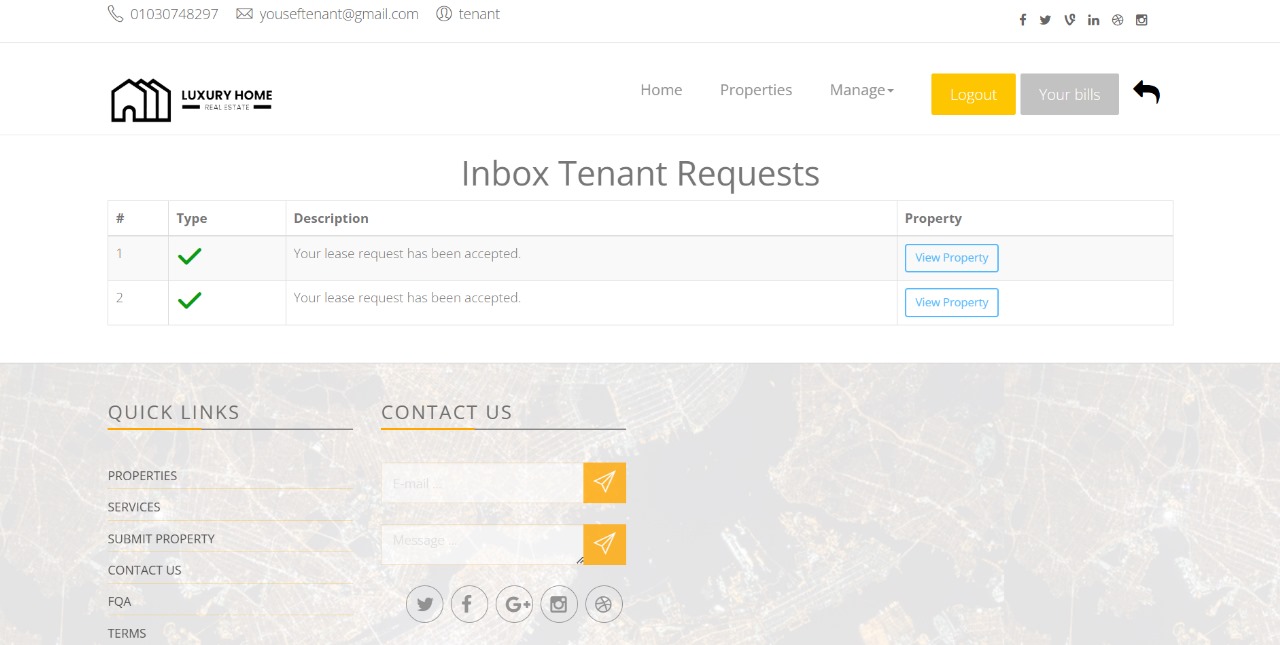 01030748297 youseftenant@gmail.com tenant
LUXURY HOME
REAL ESTATE
Home Properties Manage Logout Your bills
Inbox Tenant Requests
# Type Description Property
1 Your lease request has been accepted. View Property
2 Your lease request has been accepted. View Property
QUICK LINKS CONTACT US
PROPERTIES
E-mail ...
SERVICES
SUBMIT PROPERTY
Message ...
CONTACT US
FQA
TERMS